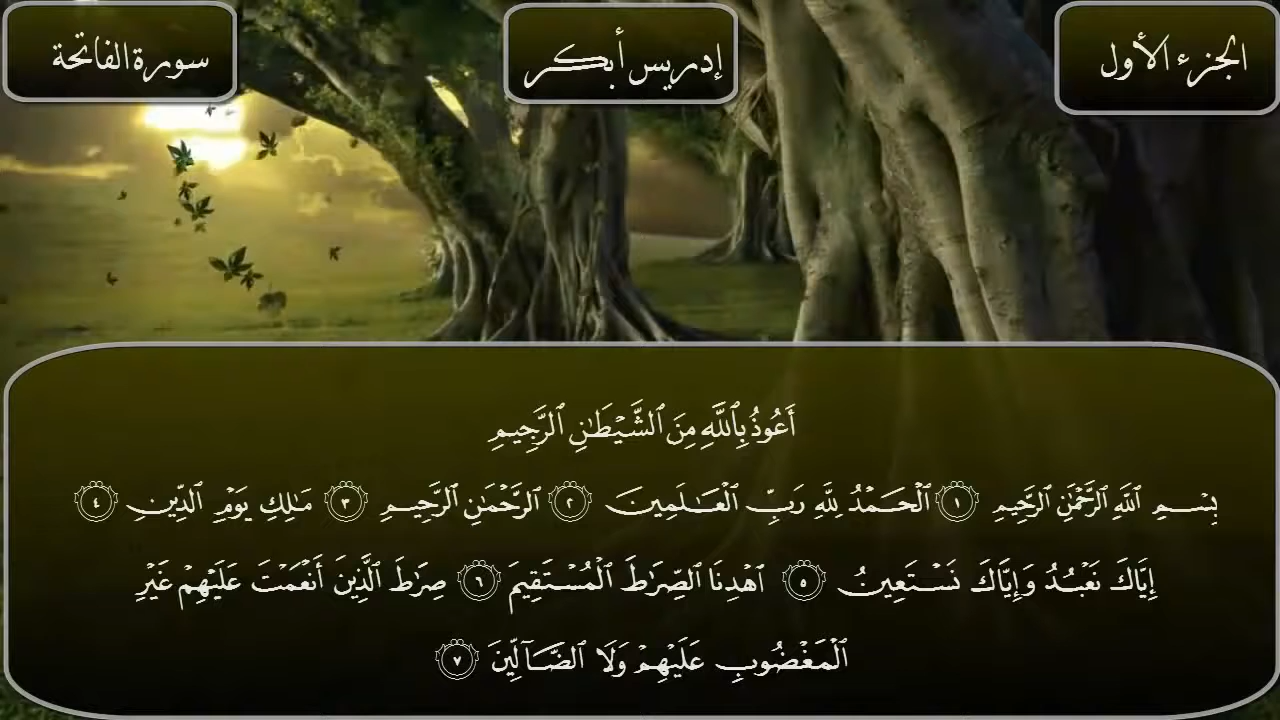 الجزء الأول
إدريس أبكر
سورة الفاتحة
أَعُوذُ بِٱللَّهِ مِنَ ٱلشَّيْطَٰنِ ٱلرَّجِيمِ
بِسْمِ ٱللَّهِ ٱلرَّحْمَٰنِ ٱلرَّحِيمِ ١ ٱلْحَمْدُ لِلَّهِ رَبِّ ٱلْعَٰلَمِينَ ٢ ٱلرَّحْمَٰنِ ٱلرَّحِيمِ ٣ مَٰلِكِ يَوْمِ ٱلدِّينِ ٤
إِيَّاكَ نَعْبُدُ وَإِيَّاكَ نَسْتَعِينُ ٥ ٱهْدِنَا ٱلصِّرَٰطَ ٱلْمُسْتَقِيمَ ٦ صِرَٰطَ ٱلَّذِينَ أَنْعَمْتَ عَلَيْهِمْ غَيْرِ
ٱلْمَغْضُوبِ عَلَيْهِمْ وَلَا ٱلضَّآلِّينَ ٧